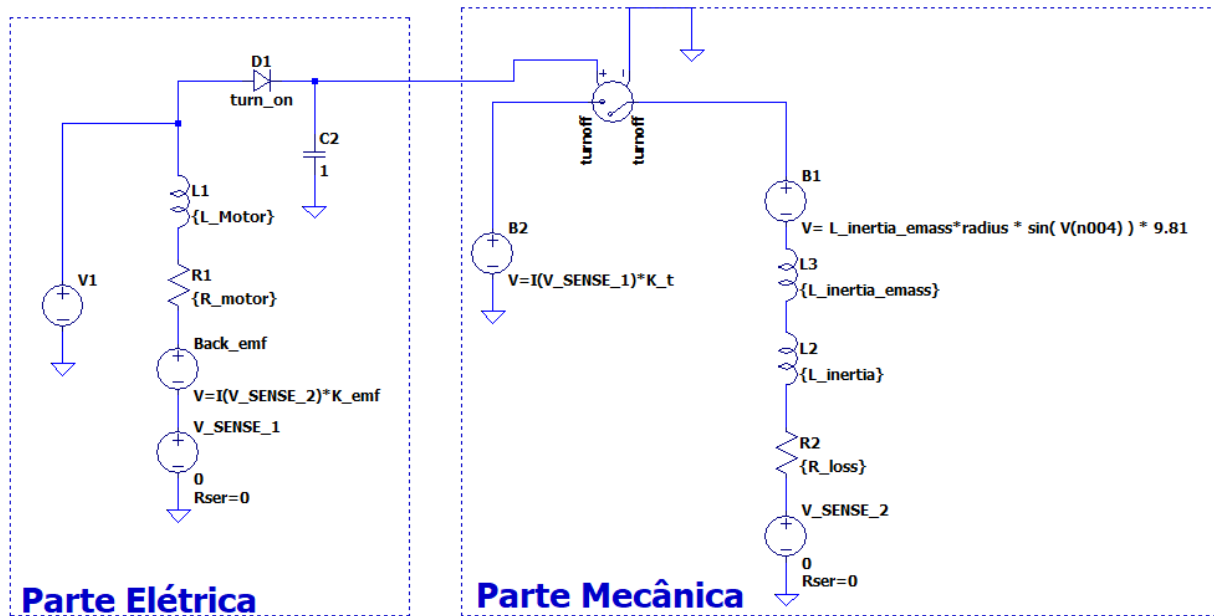 D1
turn_on
C2
1
L1
{L_Motor}
V1
R1
{R_motor}
Back_emf
V=I(V_SENSE_2)*K_emf
V_SENSE_1
0
Rser=0
Parte Elétrica
turnoff
turnoff
B2
V=I(V_SENSE_1)*K_t
B1
V= L_inertia_emass*radius * sin( V(n004) ) * 9.81
L3
{L_inertia_emass}
L2
{L_inertia}
R2
{R_loss}
V_SENSE_2
0
Rser=0
Parte Mecânica